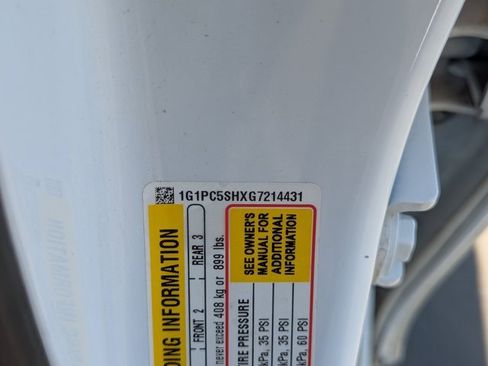 1G1PC5SHXG7214431
DING INFORMATION
FRONT 2 REAR 3
never exceed 408 kg or 899 lbs.
TIRE PRESSURE
SEE OWNER'S
MANUAL FOR
ADDITIONAL
INFORMATION
kPa, 35 PSI
kPa, 35 PSI
kPa, 60 PSI